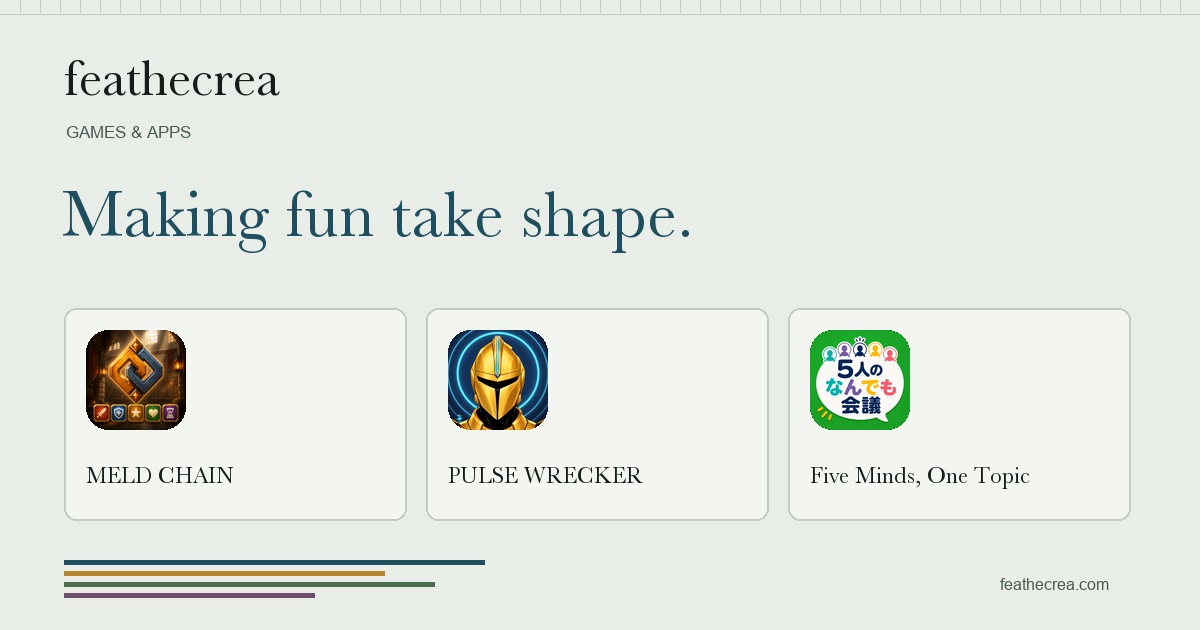 feathecrea
GAMES & APPS
Making fun take shape.
5人の
なんでも
会議
MELD CHAIN
PULSE WRECKER
Five Minds, One Topic
feathecrea.com